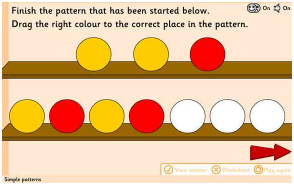 Finish the pattern that has been started below.
On On
Drag the right colour to the correct place in the pattern.
View answer Worksheet Play again
Simple patterns